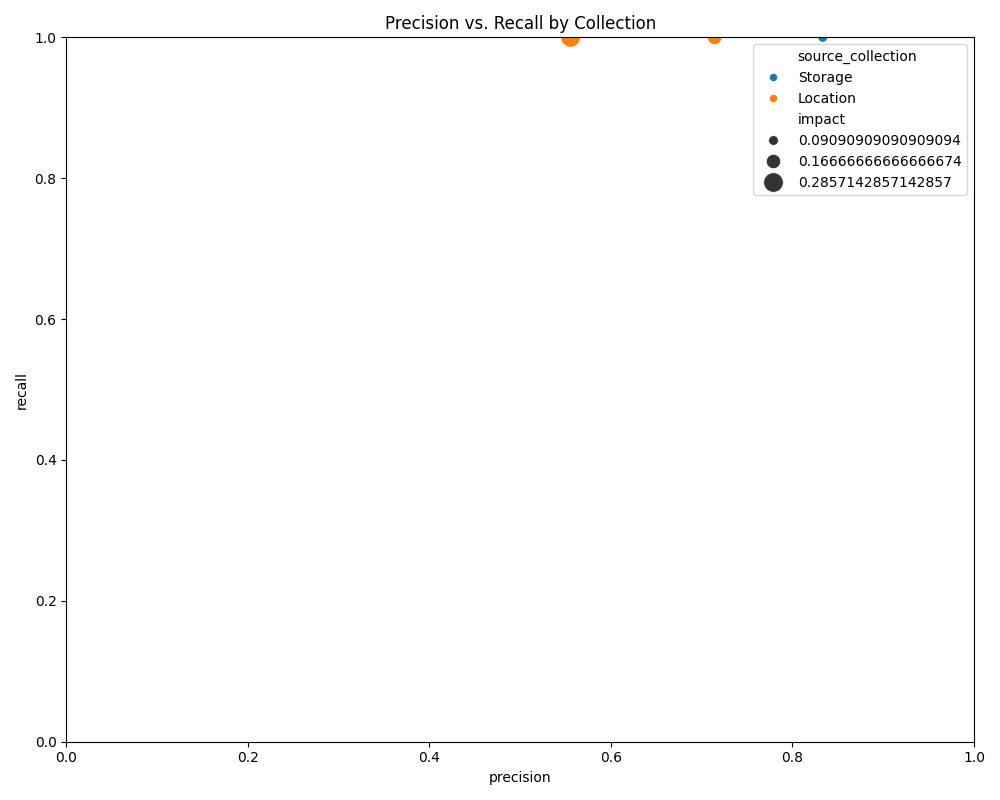 Precision vs. Recall by Collection
1.0
0.8
0.6
0.4
0.2
0.0
recall
source_collection
Storage
Location
impact
0.09090909090909094
0.16666666666666674
0.2857142857142857
0.0
0.2
0.4
0.6
0.8
1.0
precision